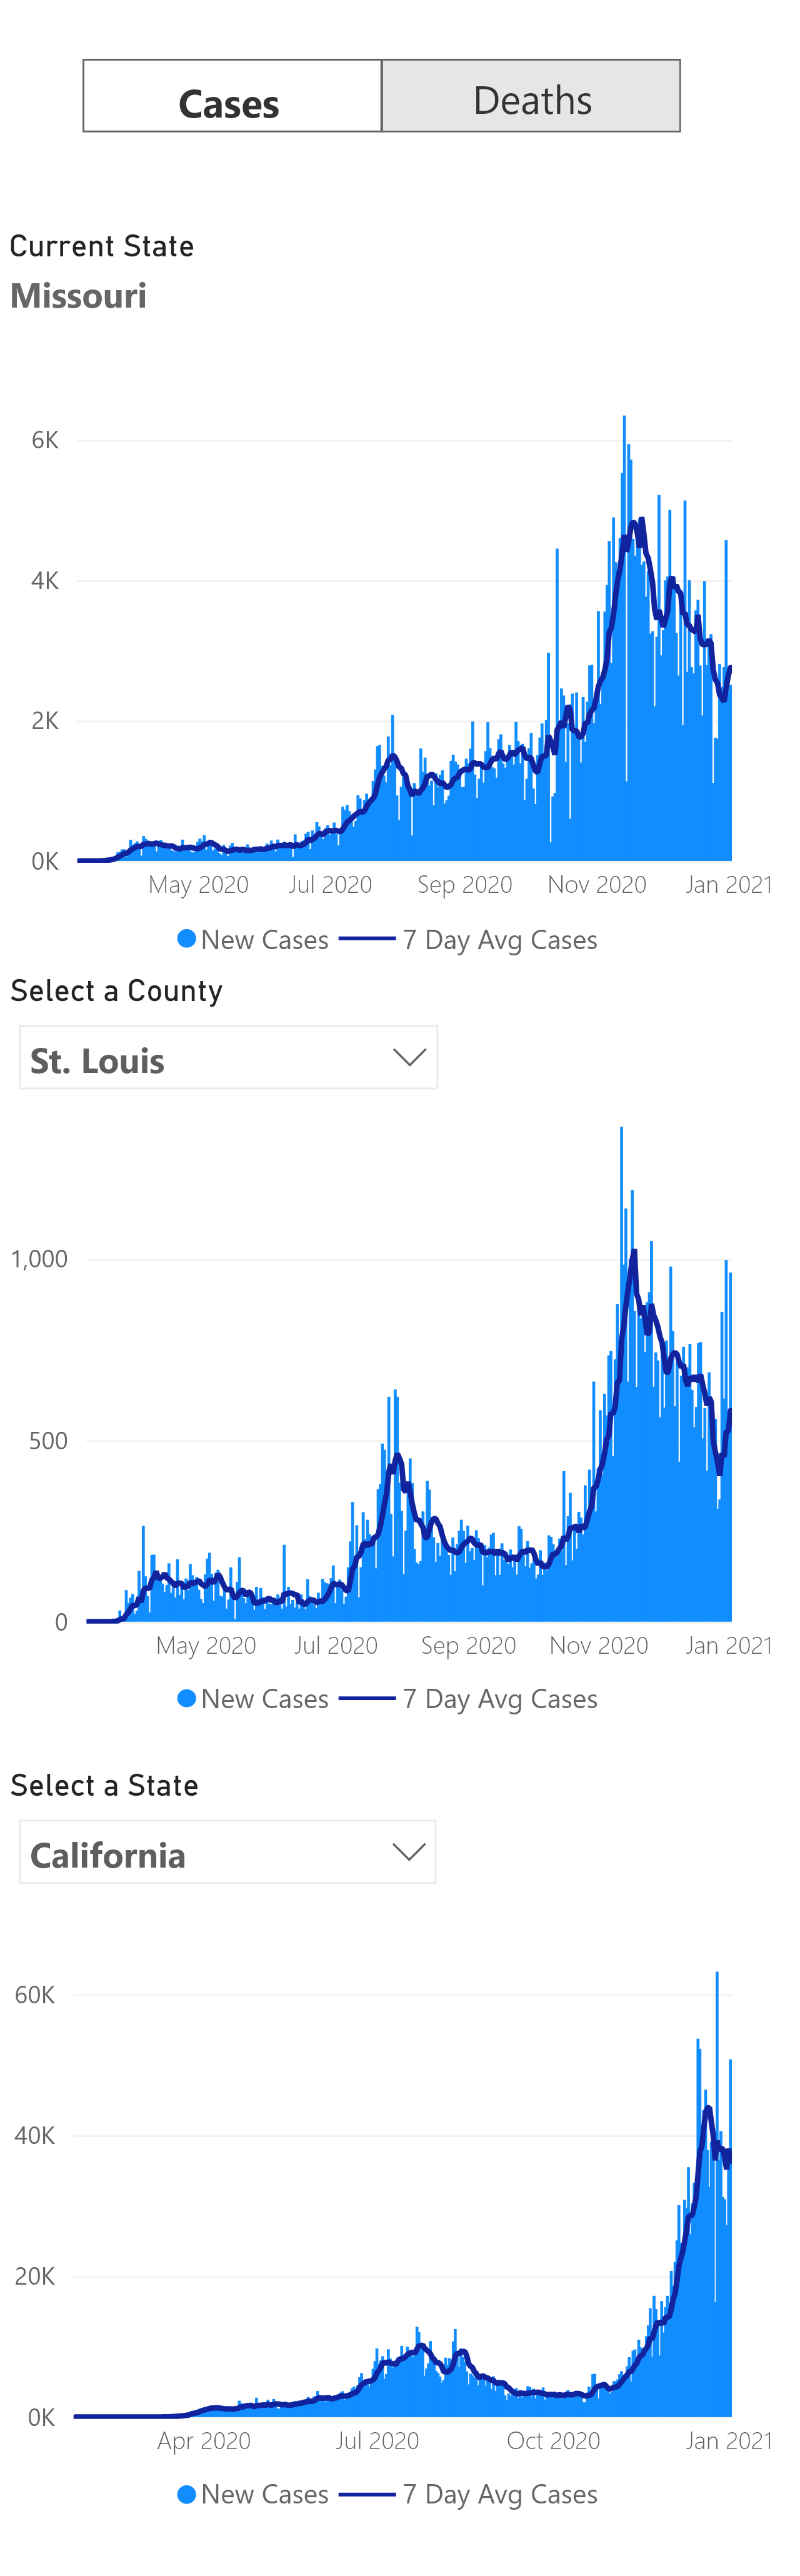 Cases Deaths
Current State
Missouri
6K
4K
2K
0K
May 2020 Jul 2020 Sep 2020 Nov 2020 Jan 2021
New Cases 7 Day Avg Cases
Select a County
St. Louis
1,000
500
0
May 2020 Jul 2020 Sep 2020 Nov 2020 Jan 2021
New Cases 7 Day Avg Cases
Select a State
California
60K
40K
20K
0K
Apr 2020 Jul 2020 Oct 2020 Jan 2021
New Cases 7 Day Avg Cases